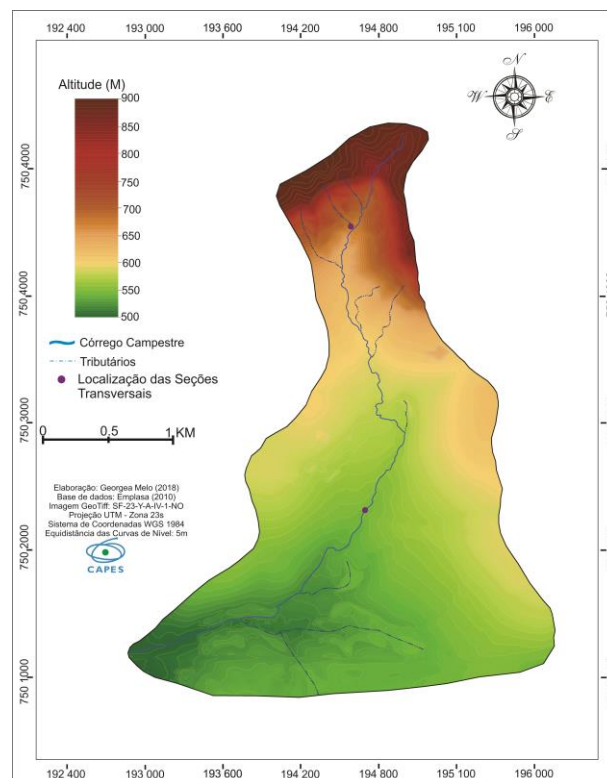 192 400 193 000 193 600 194 200 194 800 195 100 196 000
N
W E
S
Altitude (M)
900
850
800
750
700
650
600
550
500
750,4000
750,4000
750,3000
750,2000
750 1000
Córrego Campestre
Tributários
Localização das Seções
Transversais
0 0.5 1 KM
Elaboração: Georgea Melo (2018)
Base de dados: Emplasa (2010)
Imagem GeoTiff: SF-23-Y-A-IV-1-NO
Projeção UTM - Zona 23s
Sistema de Coordenadas WGS 1984
Equidistância das Curvas de Nível: 5m
CAPES
192 400 193 000 193 600 194 200 194 800 195 100 196 000